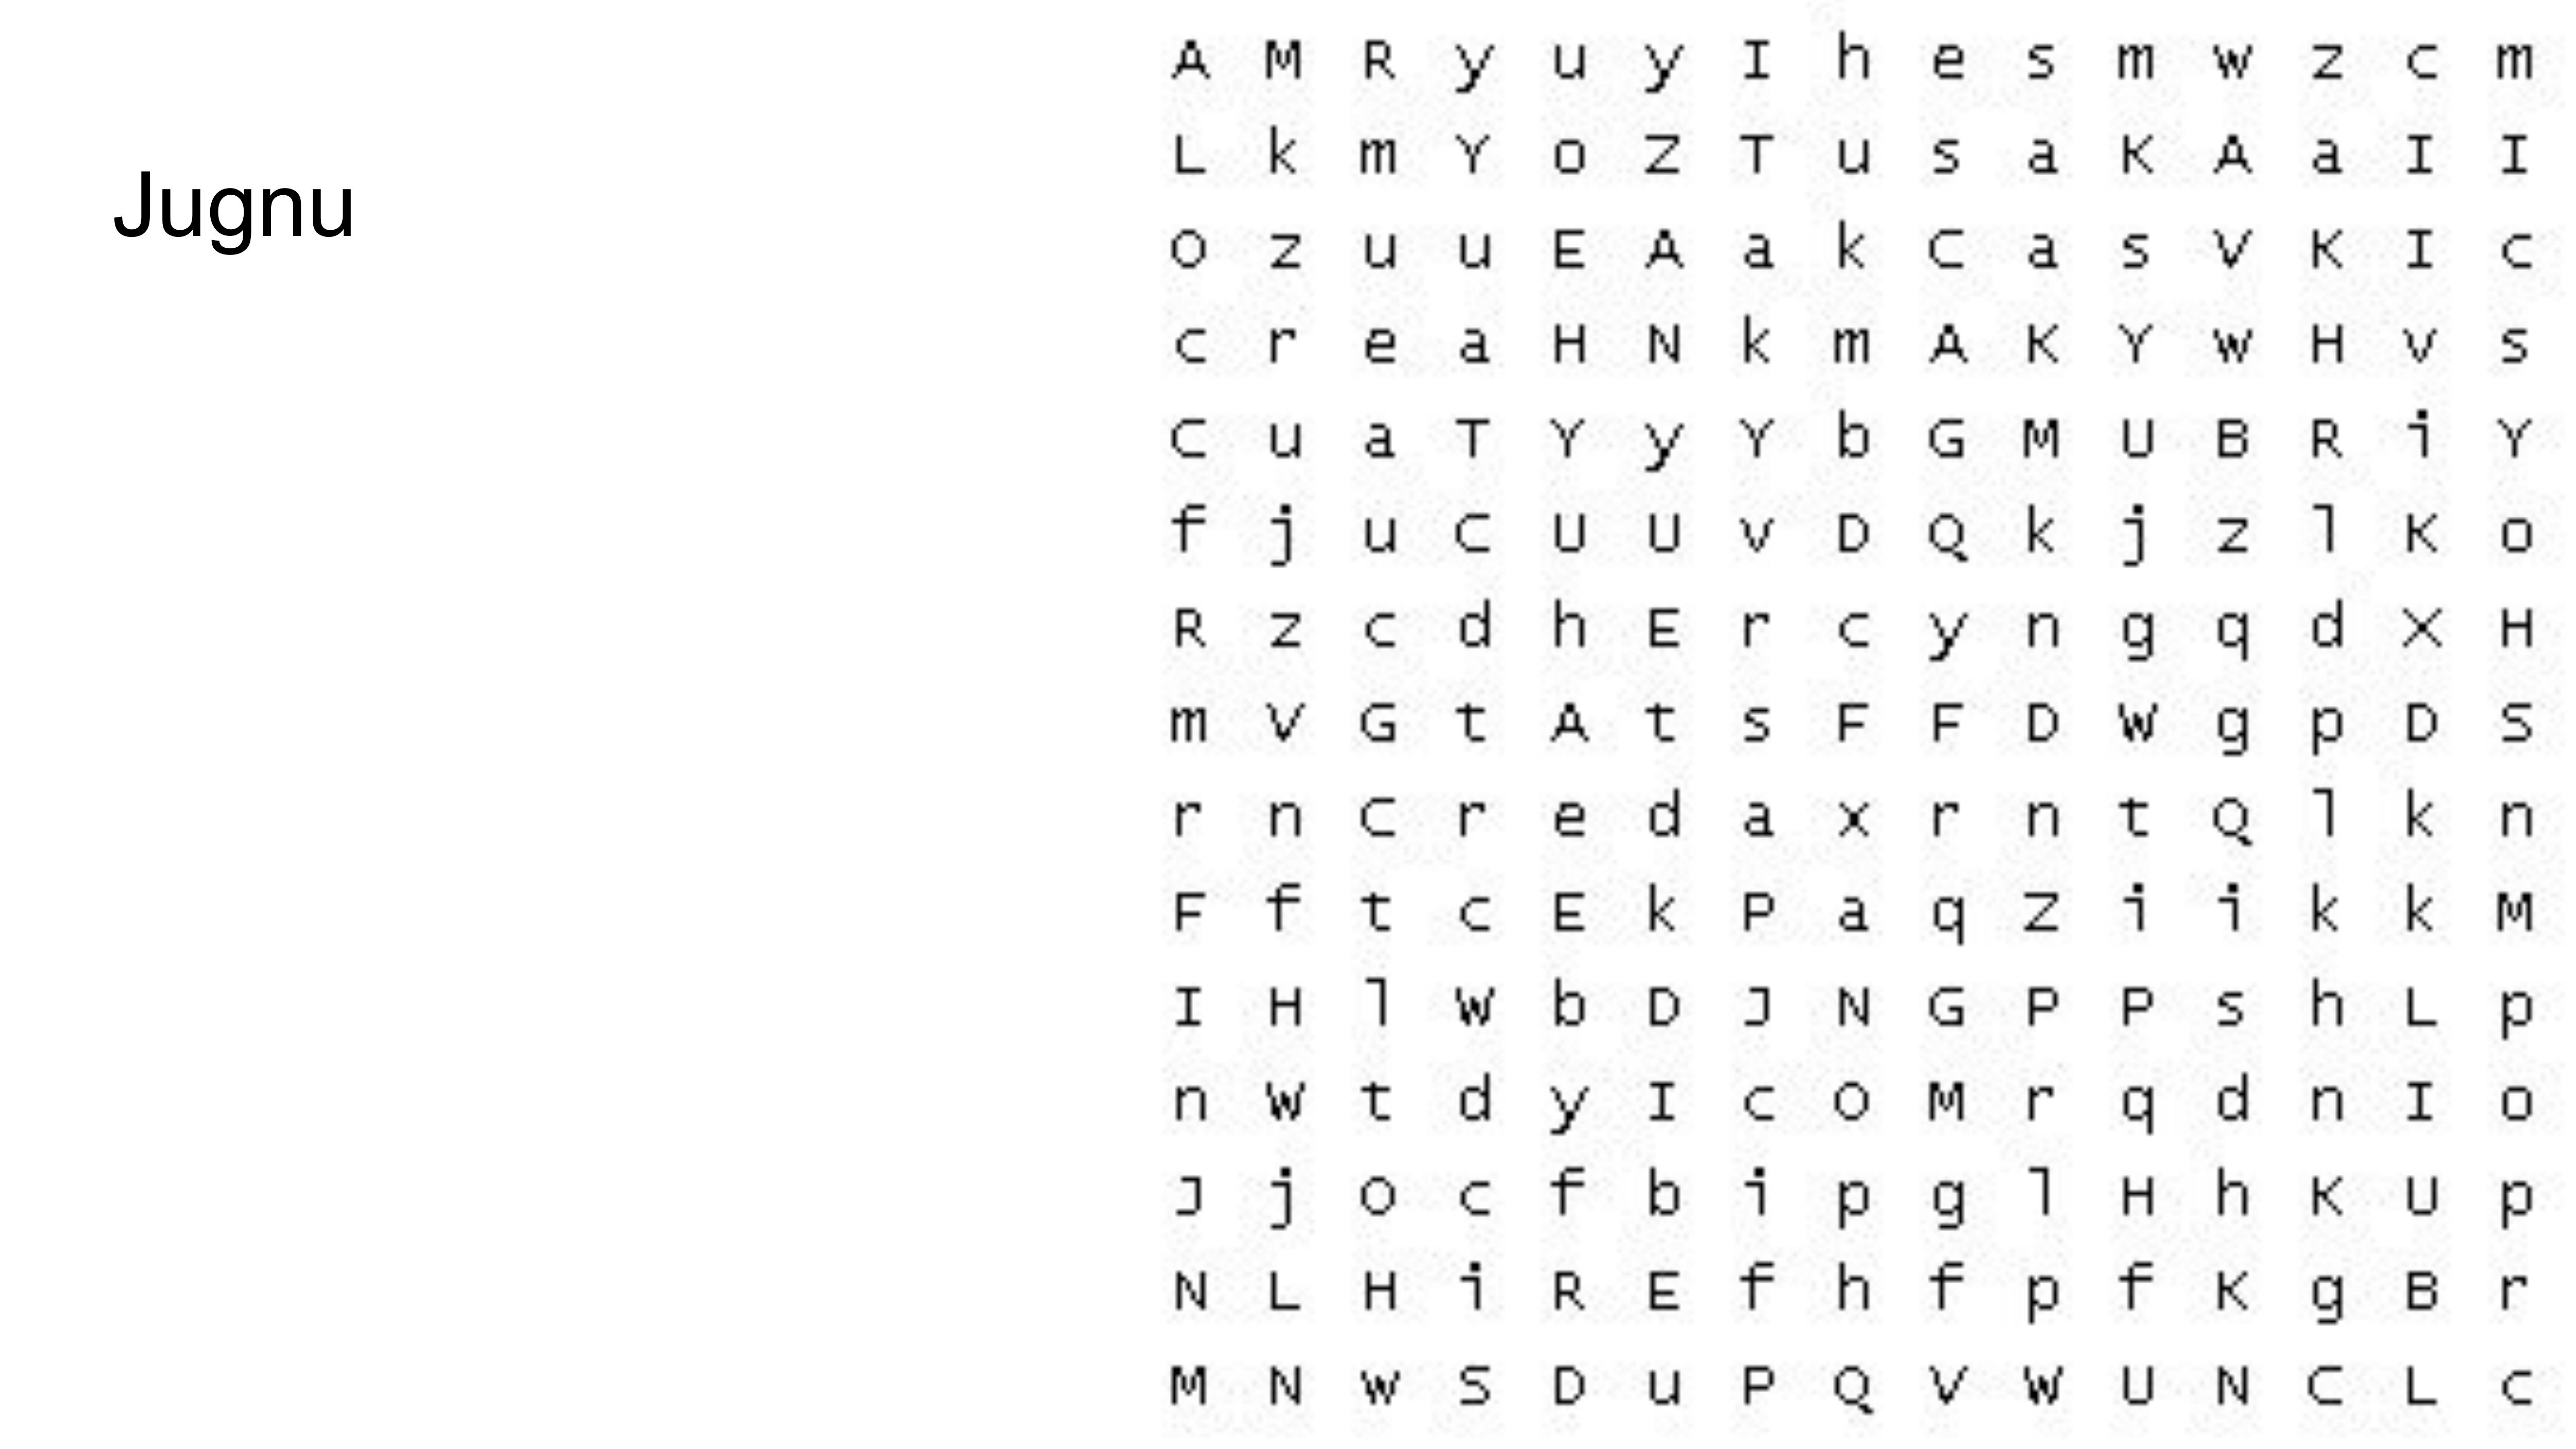 Jugnu
A M R y u y I h e s m w z c m
L k m Y o Z T u s a K A a I I
O z u u E A a k C a s V K I c
c r e a H N k m A K Y w H v s
C u a T Y y Y b G M U B R i Y
f j u C U U v D Q k j z l K o
R z c d h E r c y n g q d X H
m V G t A t s F F D W g p D S
r n C r e d a x r n t Q l k n
F f t c E k P a q Z i i k k M
I H l W b D J N G P P s h L p
n W t d y I c O M r q d n I o
J j O c f b i p g l H h K U p
N L H i R E f h f p f K g B r
M N w S D u P Q V W U N C L c